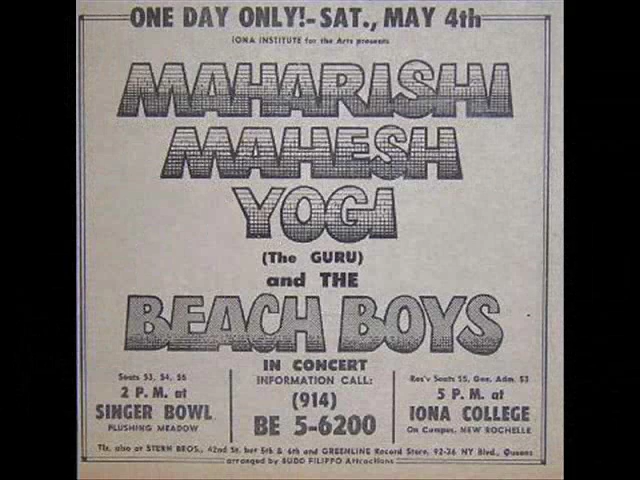 ONE DAY ONLY!-SAT., MAY 4th
IONA INSTITUTE for the Arts presents
MAHARISHI
MAHESH
YOGI
(The GURU)
and THE
BEACH BOYS
IN CONCERT
Seats $3, $4, $5
2 P. M. at
SINGER BOWL
FLUSHING MEADOW
INFORMATION CALL:
(914)
BE 5-6200
Res'v Seats $5, Gen. Adm. $3
5 P. M. at
IONA COLLEGE
On Campus, NEW ROCHELLE
Tix. also at STERN BROS., 42nd St. bet 5th & 6th and GREENLINE Record Store, 92-36 NY Blvd., Queens
arranged by BUDD FILIPPO Attractions